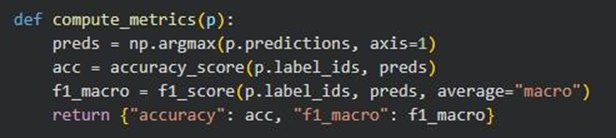 def compute_metrics(p):
    preds = np.argmax(p.predictions, axis=1)
    acc = accuracy_score(p.label_ids, preds)
    f1_macro = f1_score(p.label_ids, preds, average="macro")
    return {"accuracy": acc, "f1_macro": f1_macro}